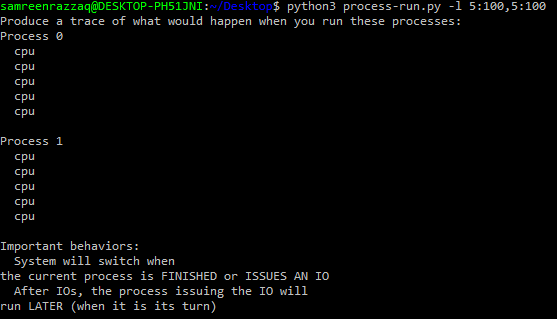 samreenrazzaq@DESKTOP-PH51JNI:~/Desktop$ python3 process-run.py -l 5:100,5:100
Produce a trace of what would happen when you run these processes:
Process 0
  cpu
  cpu
  cpu
  cpu
  cpu

Process 1
  cpu
  cpu
  cpu
  cpu
  cpu

Important behaviors:
  System will switch when
the current process is FINISHED or ISSUES AN IO
  After IOs, the process issuing the IO will
run LATER (when it is its turn)